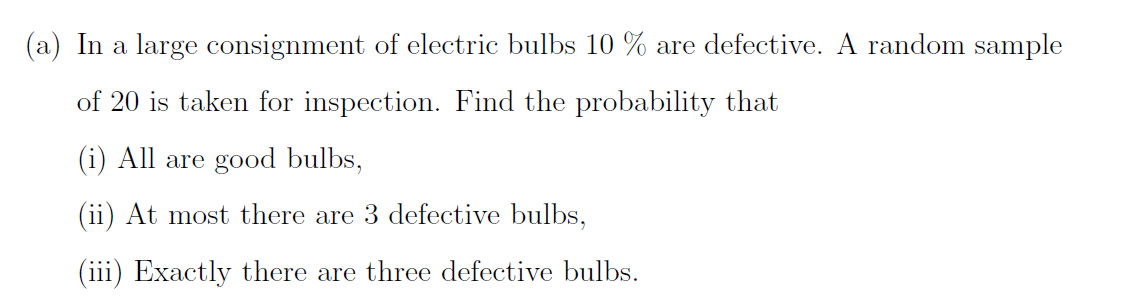 (a) In a large consignment of electric bulbs 10 % are defective. A random sample
of 20 is taken for inspection. Find the probability that
(i) All are good bulbs,
(ii) At most there are 3 defective bulbs,
(iii) Exactly there are three defective bulbs.